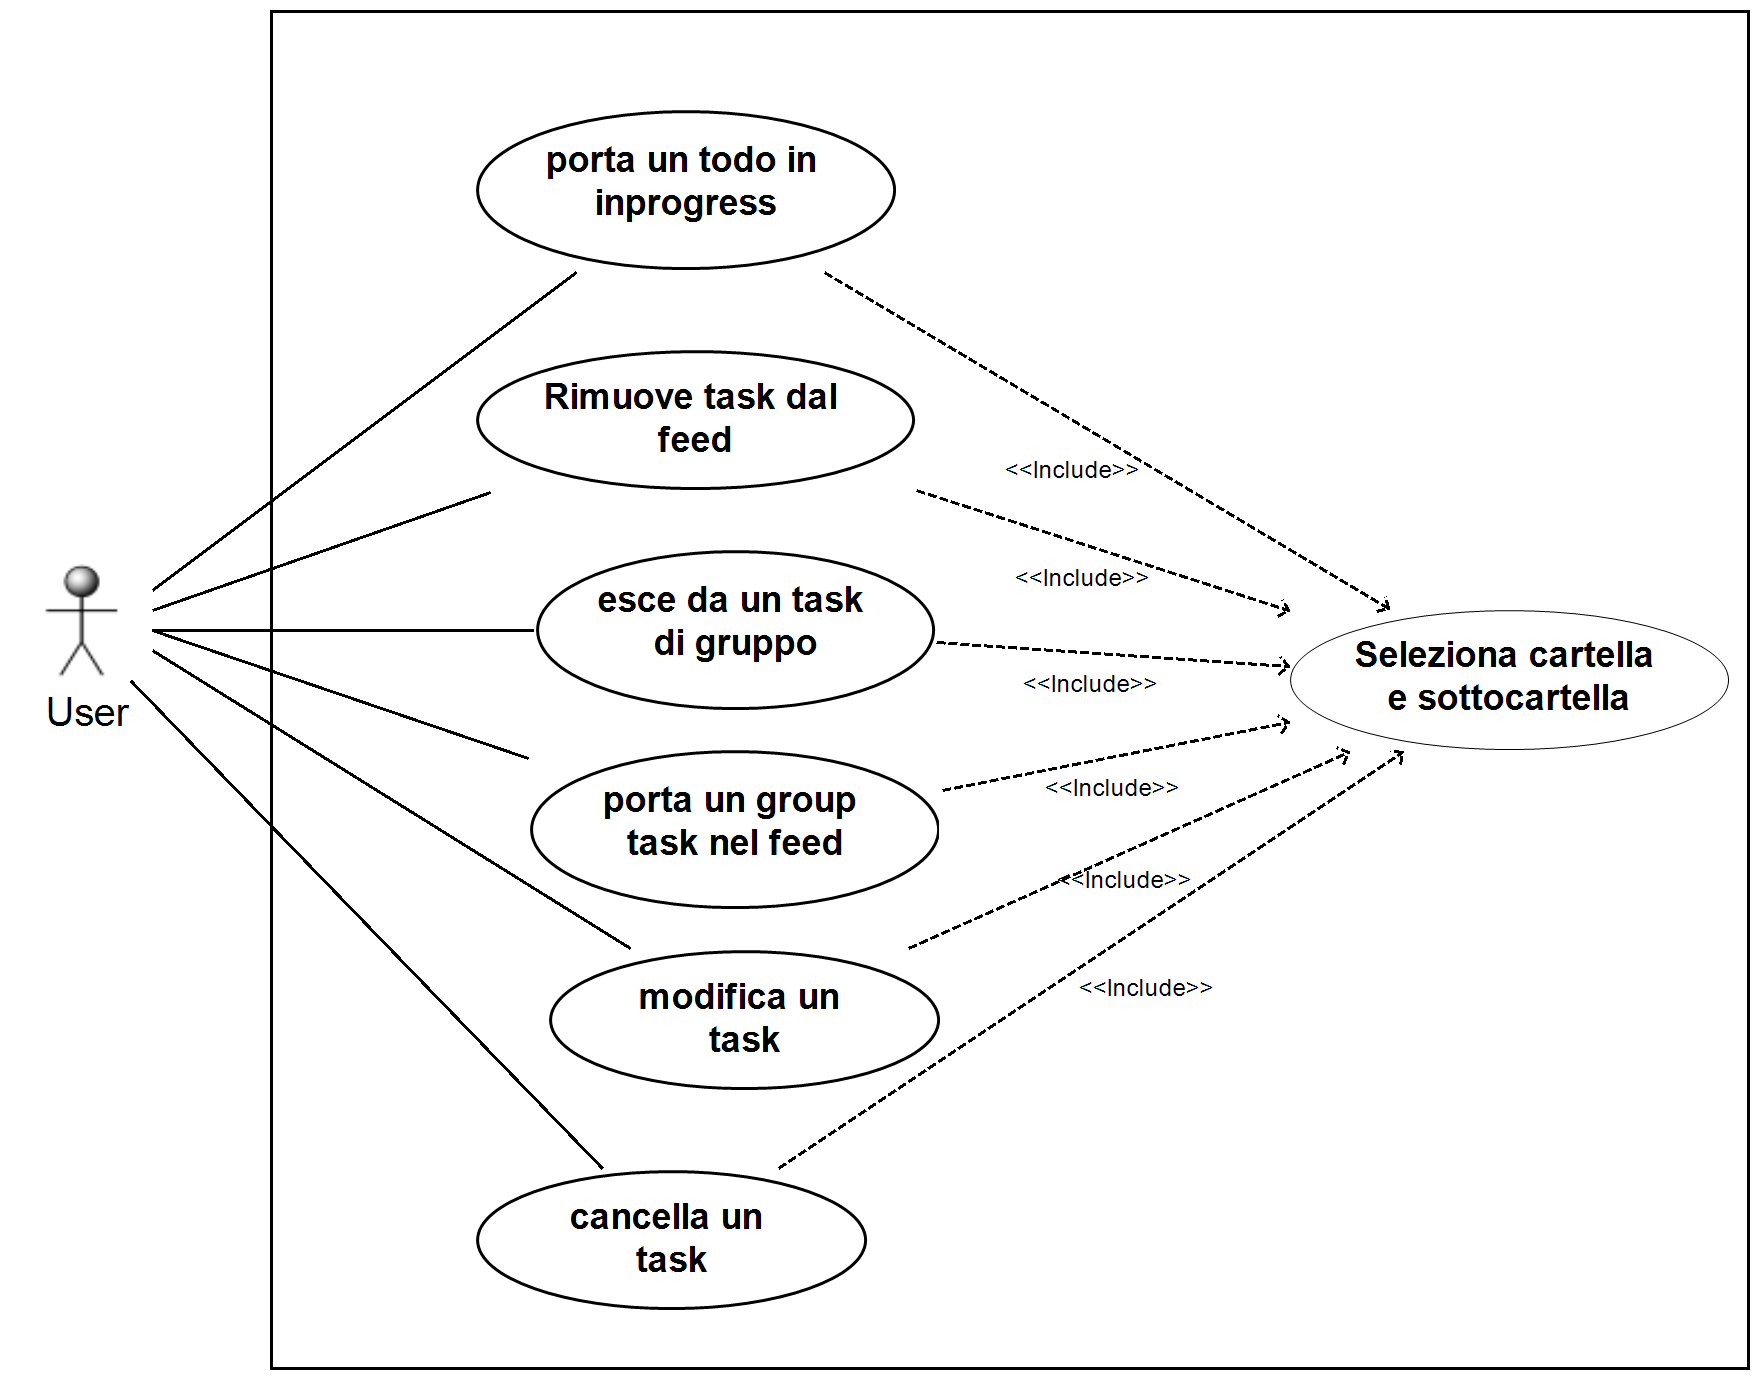 porta un todo in
inprogress
Rimuove task dal
feed
<<Include>>
<<Include>>
esce da un task
di gruppo
<<Include>>
Seleziona cartella
e sottocartella
User
porta un group
task nel feed
<<Include>>
<<Include>>
modifica un
task
<<Include>>
cancella un
task